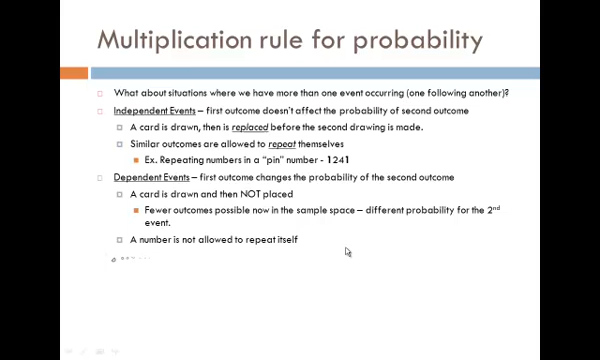 Multiplication rule for probability
What about situations where we have more than one event occurring (one following another)?
Independent Events – first outcome doesn't affect the probability of second outcome
A card is drawn, then is replaced before the second drawing is made.
Similar outcomes are allowed to repeat themselves
Ex. Repeating numbers in a "pin" number - 1241
Dependent Events – first outcome changes the probability of the second outcome
A card is drawn and then NOT placed
Fewer outcomes possible now in the sample space – different probability for the 2nd
event.
A number is not allowed to repeat itself